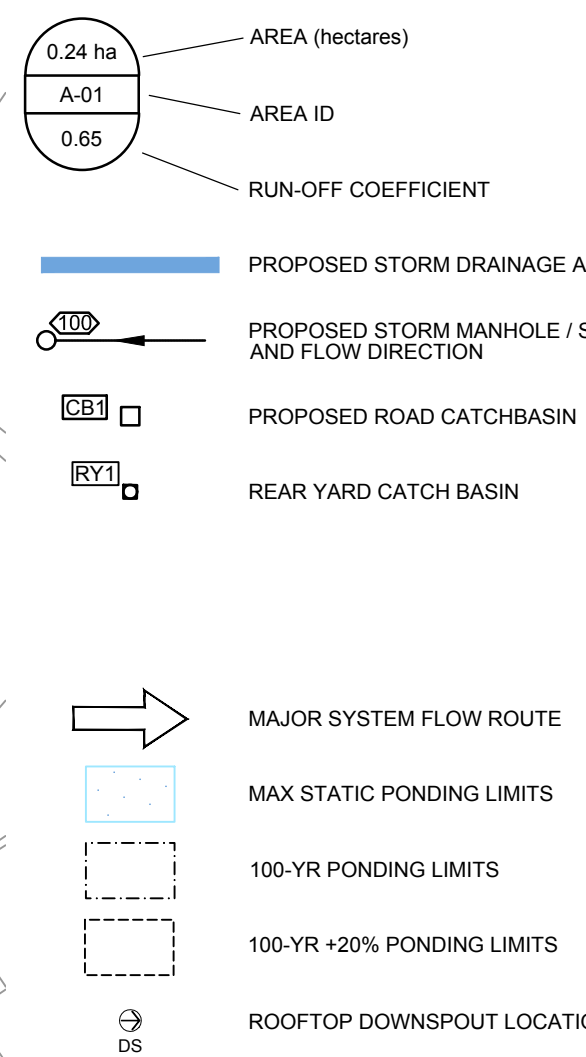 0.24 ha
AREA (hectares)
A-01
AREA ID
0.65
RUN-OFF COEFFICIENT
PROPOSED STORM DRAINAGE
100
PROPOSED STORM MANHOLE /
AND FLOW DIRECTION
CB1
PROPOSED ROAD CATCHBASIN
RY1
REAR YARD CATCH BASIN
MAJOR SYSTEM FLOW ROUTE
MAX STATIC PONDING LIMITS
100-YR PONDING LIMITS
100-YR +20% PONDING LIMITS
ROOFTOP DOWNSPOUT
DS